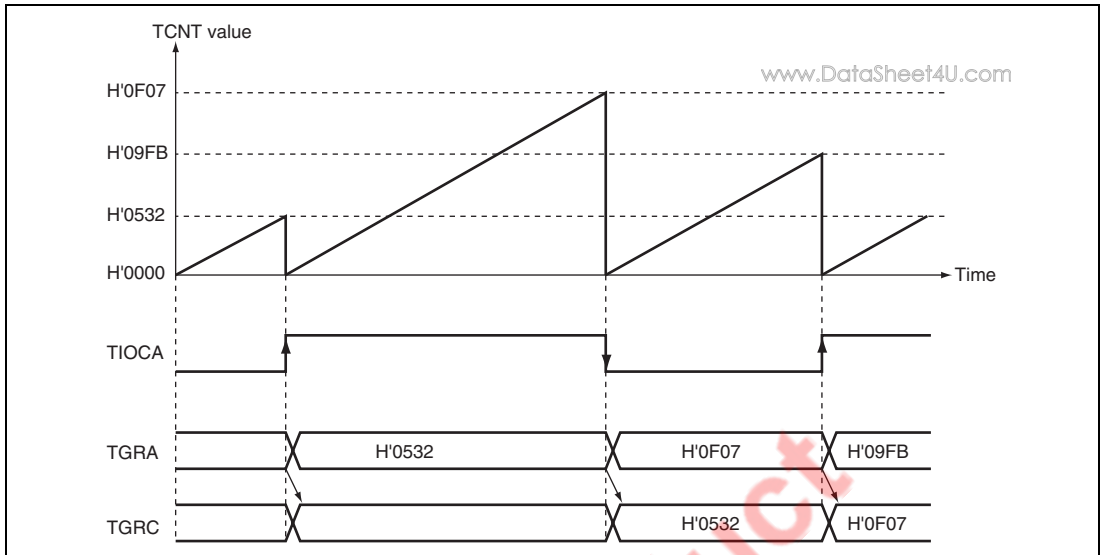 TCNT value
www.DataSheet4U.com
H'0F07
H'09FB
H'0532
H'0000
Time
TIOCA
TGRA
H'0532
H'0F07
H'09FB
TGRC
H'0532
H'0F07